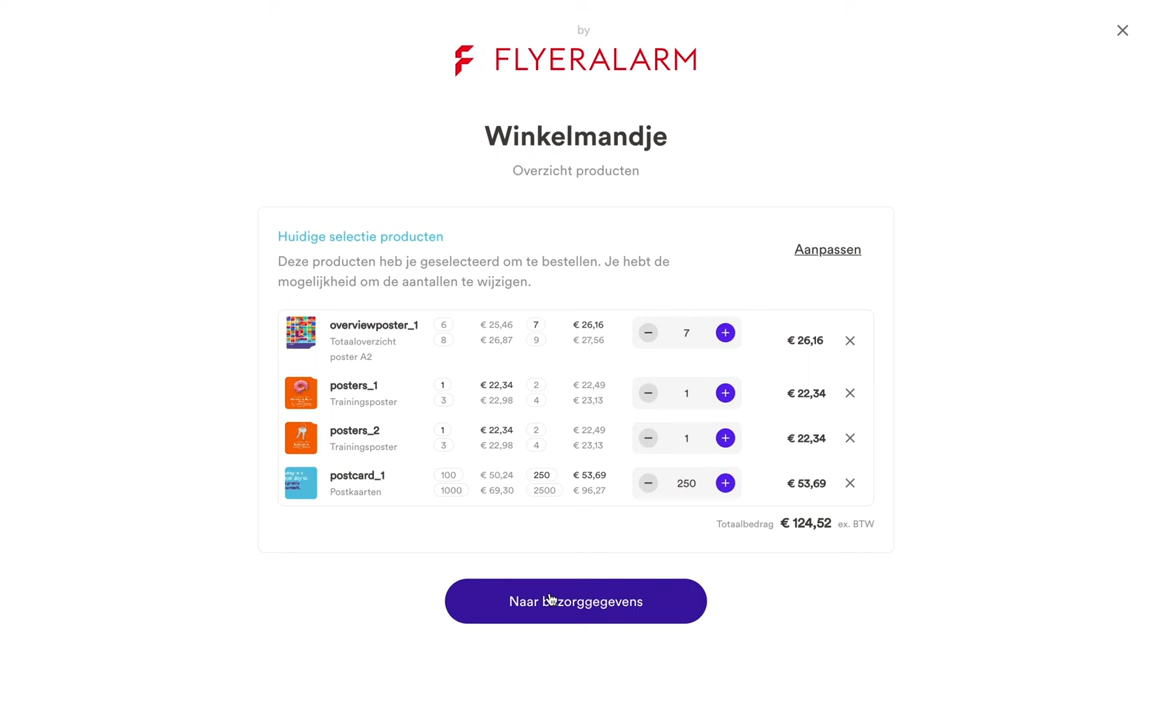 by
FLYERALARM
Winkelmandje
Overzicht producten
Huidige selectie producten
Aanpassen
Deze producten heb je geselecteerd om te bestellen. Je hebt de
mogelijkheid om de aantallen te wijzigen.
overviewposter_1 6 € 25,46 7 € 26,16
Totaaloverzicht 8 € 26,87 9 € 27,56
poster A2
7 € 26,16
posters_1 1 € 22,34 2 € 22,49
Trainingsposter 3 € 22,98 4 € 23,13
1 € 22,34
posters_2 1 € 22,34 2 € 22,49
Trainingsposter 3 € 22,98 4 € 23,13
1 € 22,34
postcard_1 100 € 50,24 250 € 53,69
Postkaarten 1000 € 69,30 2500 € 96,27
250 € 53,69
Totaalbedrag € 124,52 ex. BTW
Naar bezorggegevens